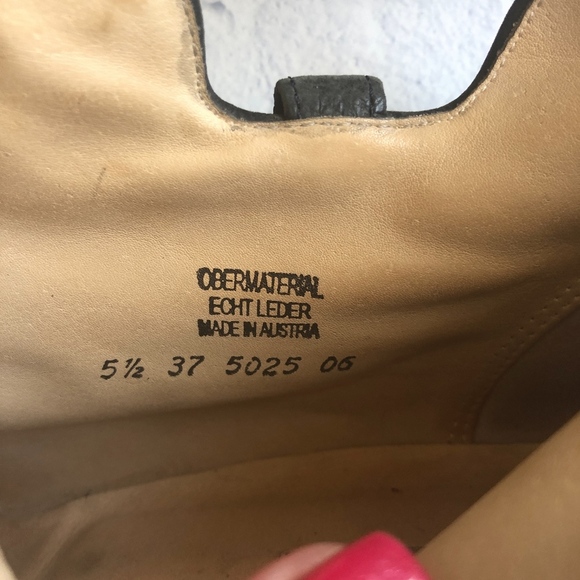 OBERMATERIAL
ECHT LEDER
MADE IN AUSTRIA
5½ 37 5025 06